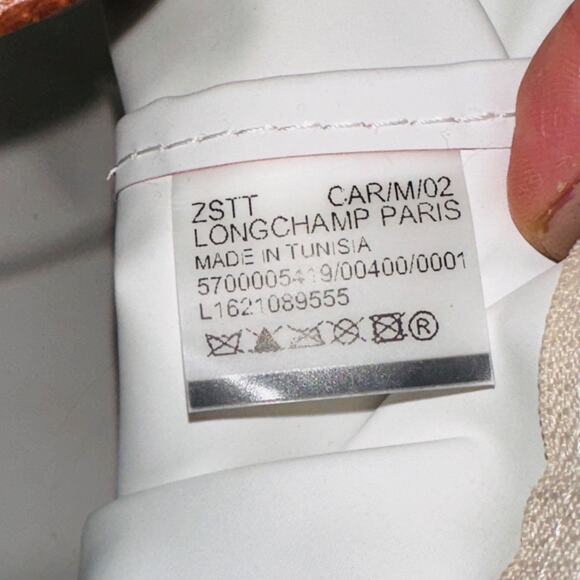 ZSTT CAR/M/02
LONGCHAMP PARIS
MADE IN TUNISIA
5700005419/00400/0001
L1621089555
®